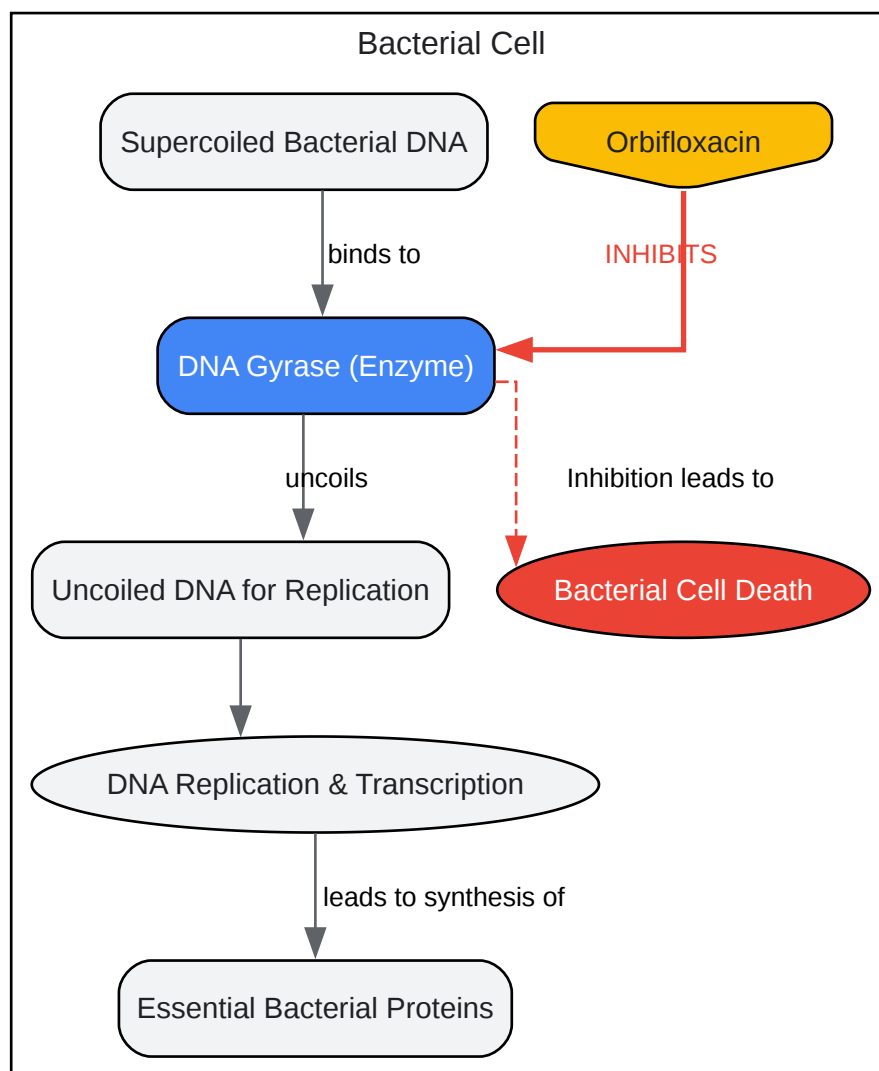 Bacterial Cell
Supercoiled Bacterial DNA
Orbifloxacin
binds to
INHIBITS
DNA Gyrase (Enzyme)
uncoils
Inhibition leads to
Uncoiled DNA for Replication
Bacterial Cell Death
DNA Replication & Transcription
leads to synthesis of
Essential Bacterial Proteins